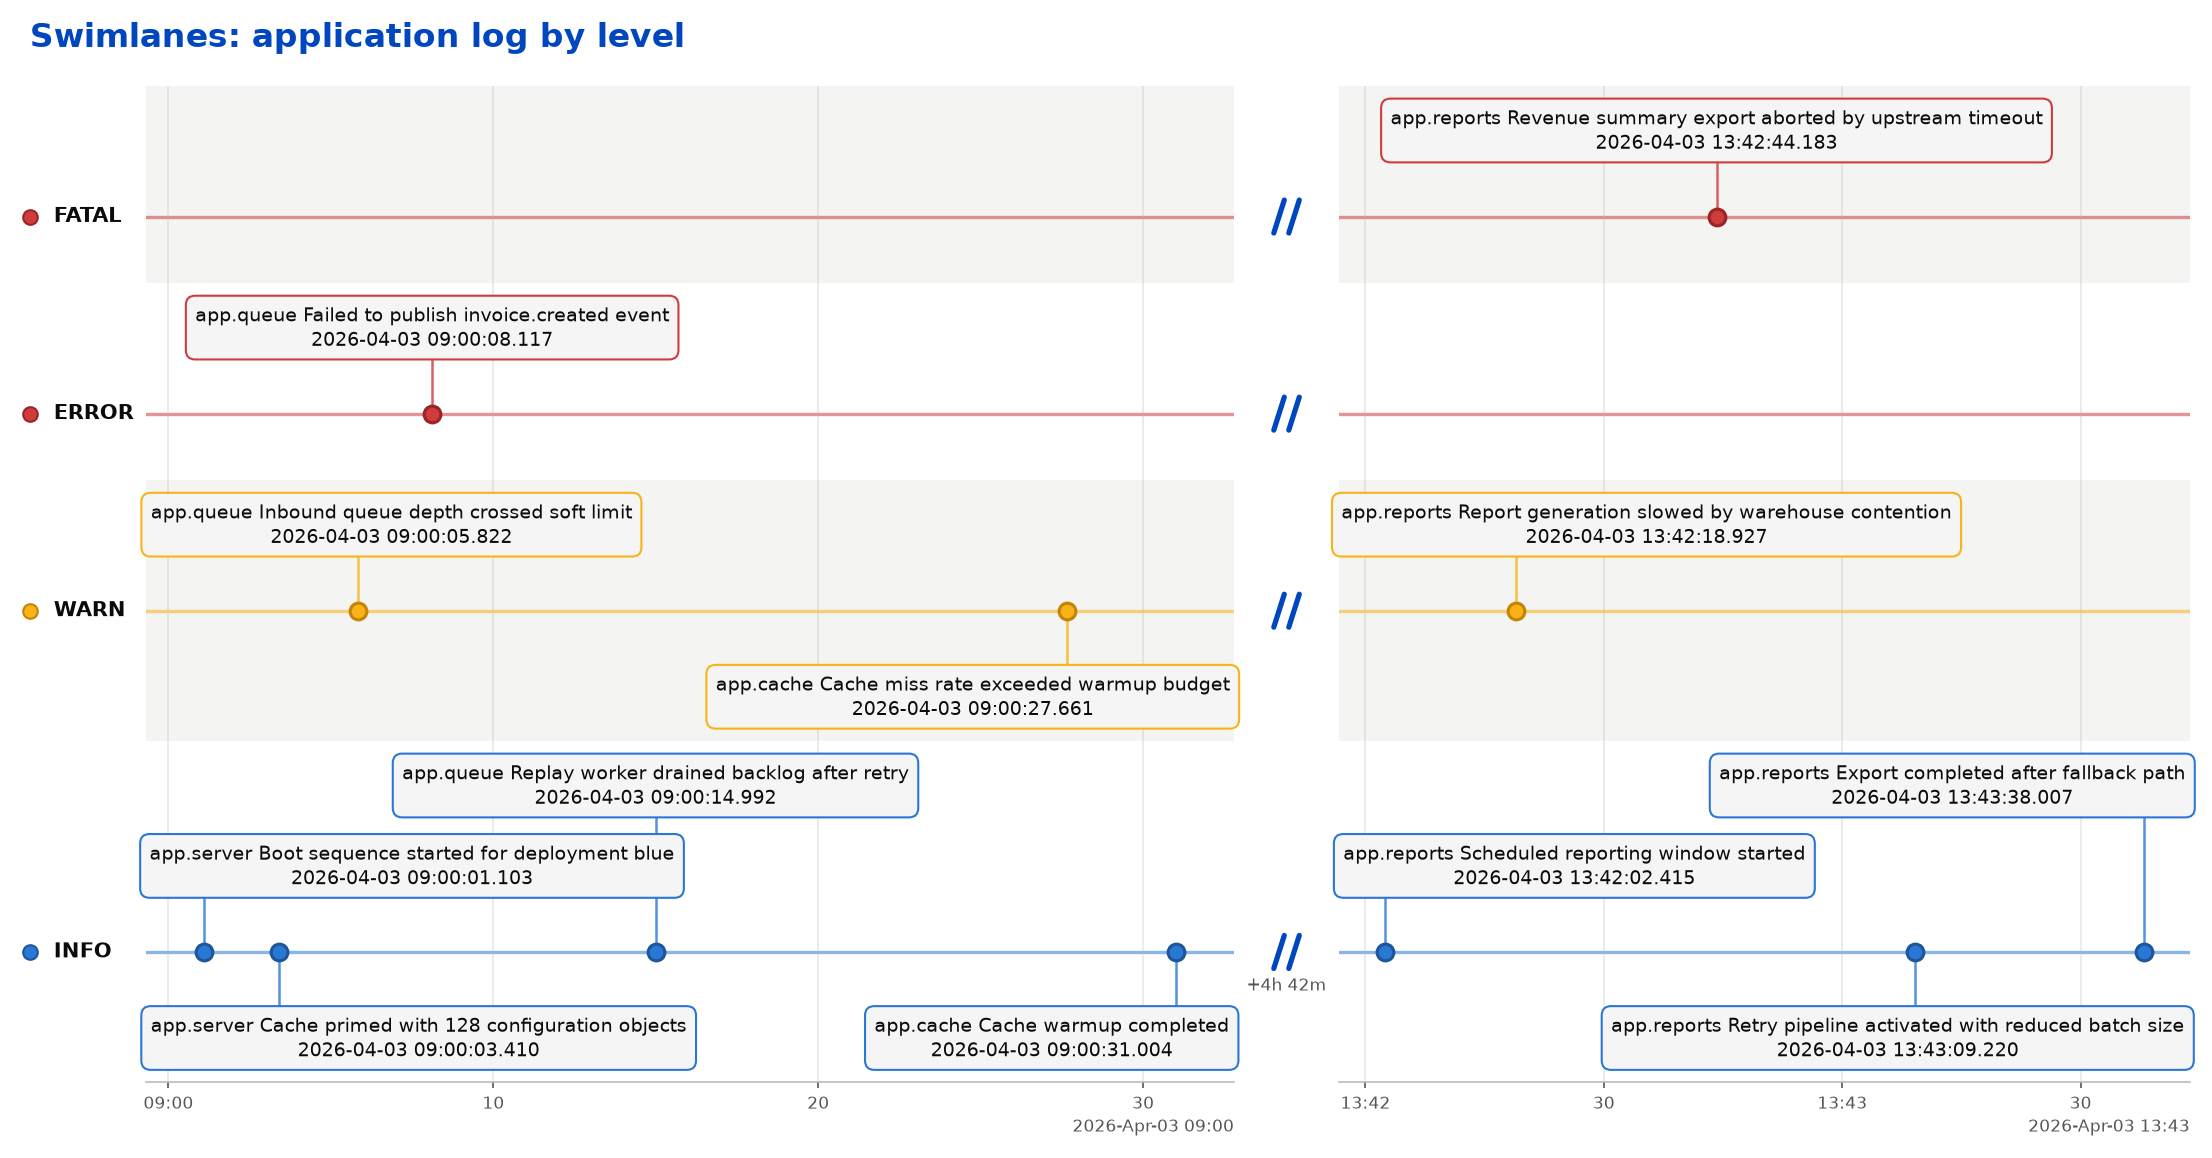 Swimlanes: application log by level
app.reports Revenue summary export aborted by upstream timeout
2026-04-03 13:42:44.183
FATAL
app.queue Failed to publish invoice.created event
2026-04-03 09:00:08.117
ERROR
app.queue Inbound queue depth crossed soft limit
2026-04-03 09:00:05.822
app.reports Report generation slowed by warehouse contention
2026-04-03 13:42:18.927
WARN
app.cache Cache miss rate exceeded warmup budget
2026-04-03 09:00:27.661
app.queue Replay worker drained backlog after retry
2026-04-03 09:00:14.992
app.reports Export completed after fallback path
2026-04-03 13:43:38.007
app.server Boot sequence started for deployment blue
2026-04-03 09:00:01.103
app.reports Scheduled reporting window started
2026-04-03 13:42:02.415
INFO
+4h 42m
app.server Cache primed with 128 configuration objects
2026-04-03 09:00:03.410
app.cache Cache warmup completed
2026-04-03 09:00:31.004
app.reports Retry pipeline activated with reduced batch size
2026-04-03 13:43:09.220
09:00 10 20 30 13:42 30 13:43 30
2026-Apr-03 09:00 2026-Apr-03 13:43